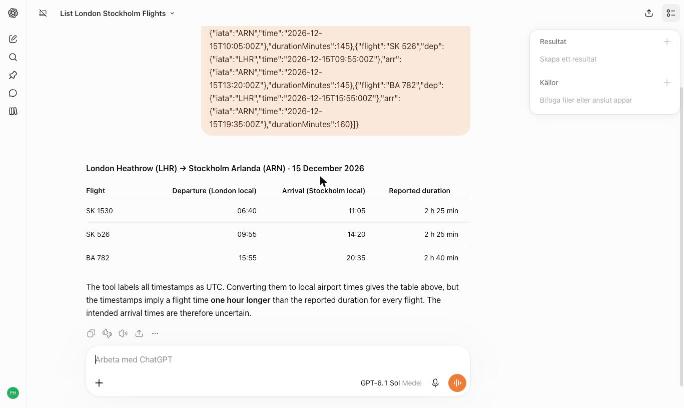 List London Stockholm Flights
{"iata":"ARN","time":"2026-12-
15T10:05:00Z"},"durationMinutes":145},{"flight":"SK 526","dep":
{"iata":"LHR","time":"2026-12-15T09:55:00Z"},"arr":
{"iata":"ARN","time":"2026-12-
15T13:20:00Z"},"durationMinutes":145},{"flight":"BA 782","dep":
{"iata":"LHR","time":"2026-12-15T15:55:00Z"},"arr":
{"iata":"ARN","time":"2026-12-
15T19:35:00Z"},"durationMinutes":160}]}
London Heathrow (LHR) → Stockholm Arlanda (ARN) · 15 December 2026
Flight Departure (London local) Arrival (Stockholm local) Reported duration
SK 1530 06:40 11:05 2 h 25 min
SK 526 09:55 14:20 2 h 25 min
BA 782 15:55 20:35 2 h 40 min
The tool labels all timestamps as UTC. Converting them to local airport times gives the table above, but
the timestamps imply a flight time one hour longer than the reported duration for every flight. The
intended arrival times are therefore uncertain.
Arbeta med ChatGPT
GPT-6.1 Sol Medel
Resultat
Skapa ett resultat
Källor
Bifoga filer eller anslut appar